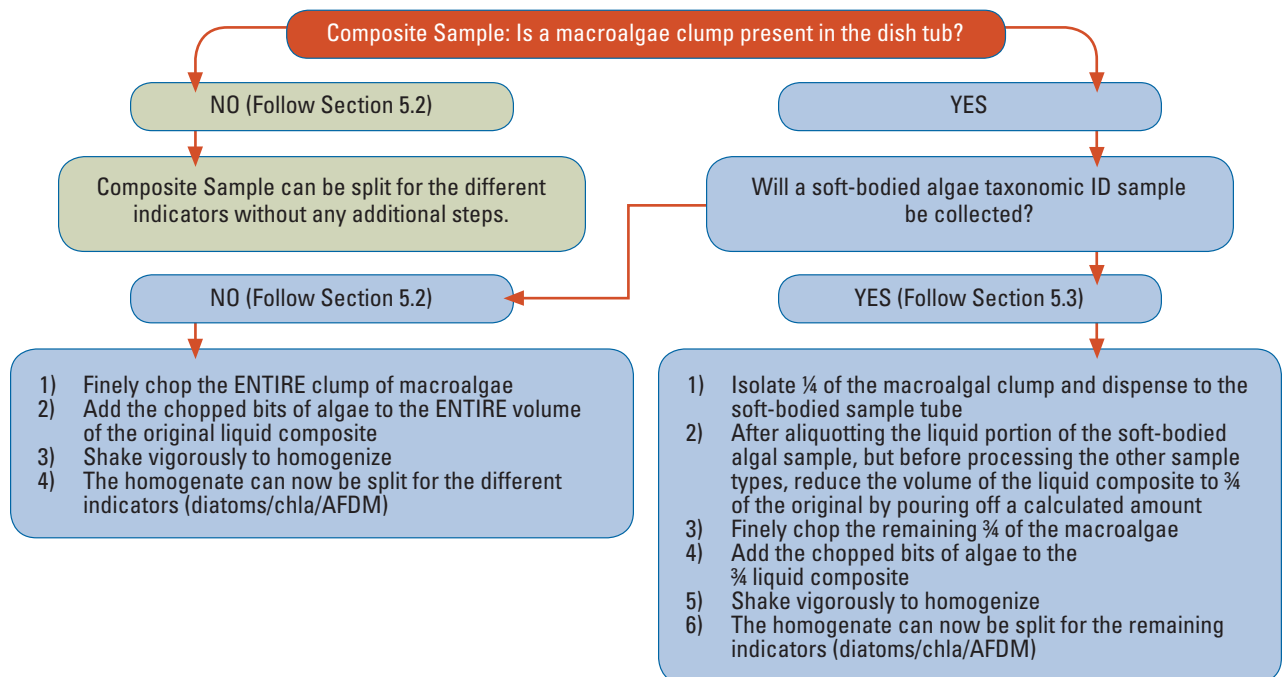 Composite Sample: Is a macroalgae clump present in the dish tub?
NO (Follow Section 5.2)
YES
Composite Sample can be split for the different
indicators without any additional steps.
Will a soft-bodied algae taxonomic ID sample
be collected?
NO (Follow Section 5.2)
YES (Follow Section 5.3)
1) Finely chop the ENTIRE clump of macroalgae
2) Add the chopped bits of algae to the ENTIRE volume
of the original liquid composite
3) Shake vigorously to homogenize
4) The homogenate can now be split for the different
indicators (diatoms/chla/AFDM)
1) Isolate ¼ of the macroalgal clump and dispense to the
soft-bodied sample tube
2) After aliquotting the liquid portion of the soft-bodied
algal sample, but before processing the other sample
types, reduce the volume of the liquid composite to ¾
of the original by pouring off a calculated amount
3) Finely chop the remaining ¾ of the macroalgae
4) Add the chopped bits of algae to the
¾ liquid composite
5) Shake vigorously to homogenize
6) The homogenate can now be split for the remaining
indicators (diatoms/chla/AFDM)